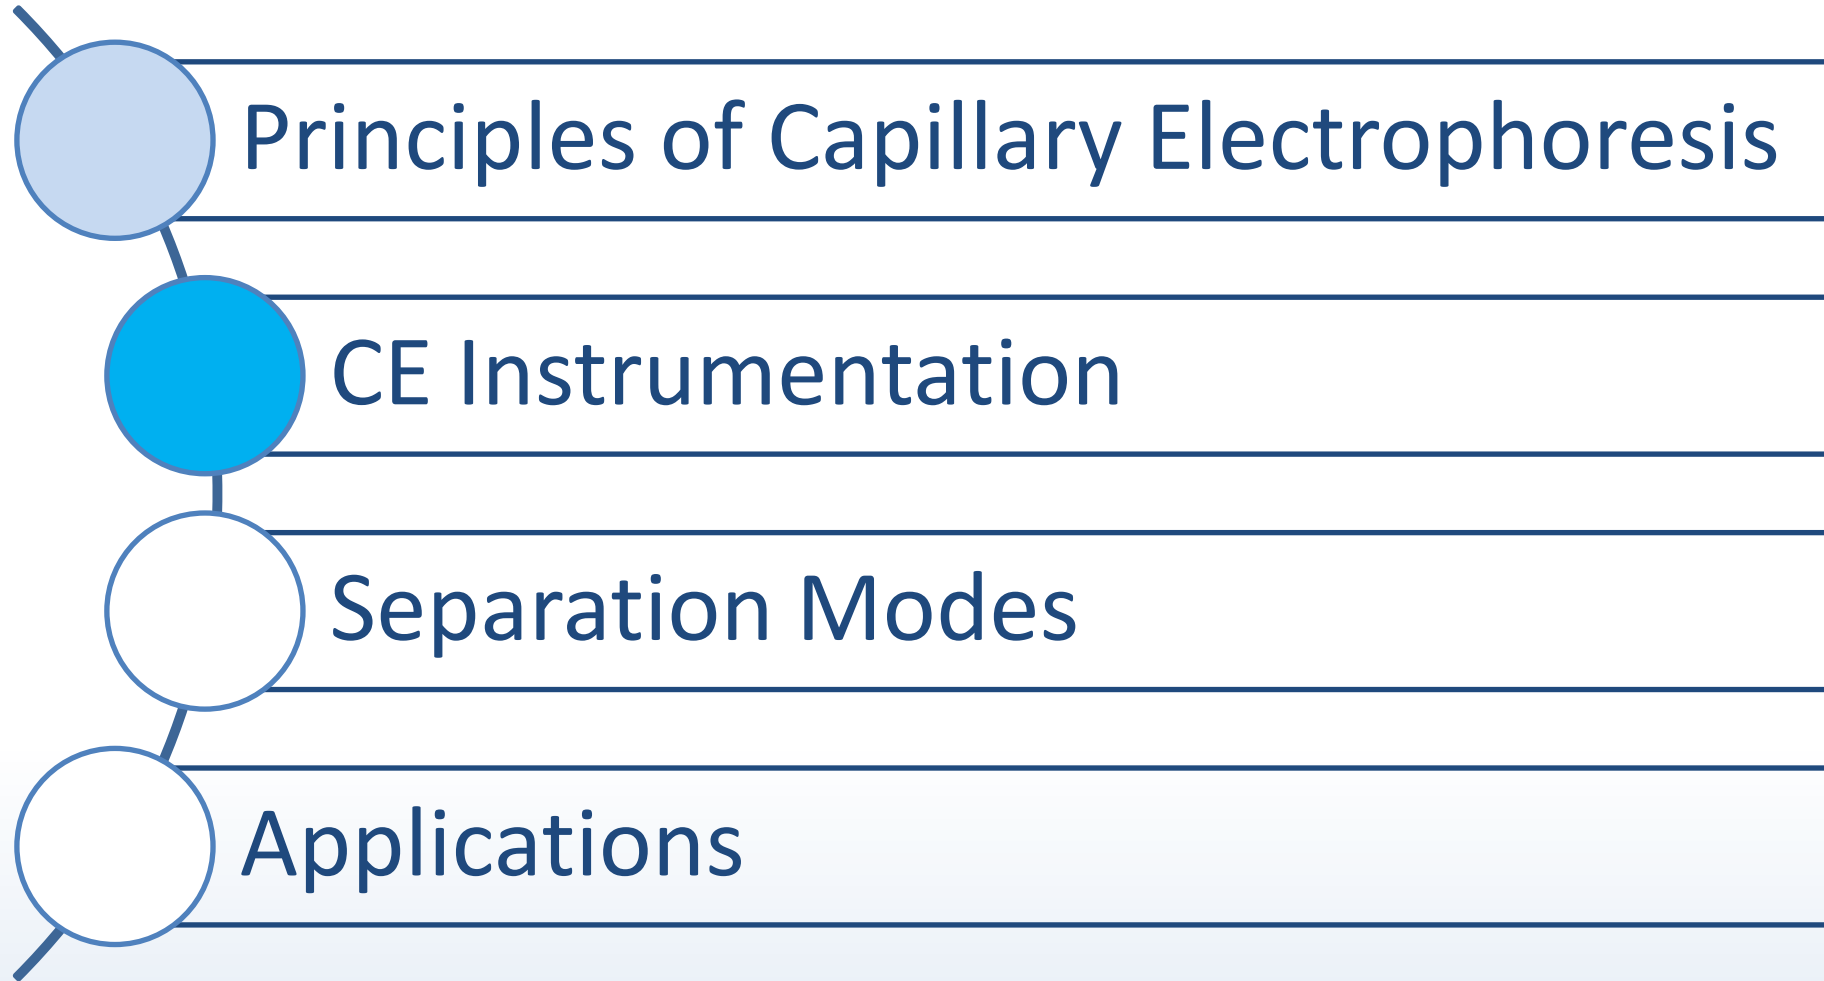 Principles of Capillary Electrophoresis
CE Instrumentation
Separation Modes
Applications